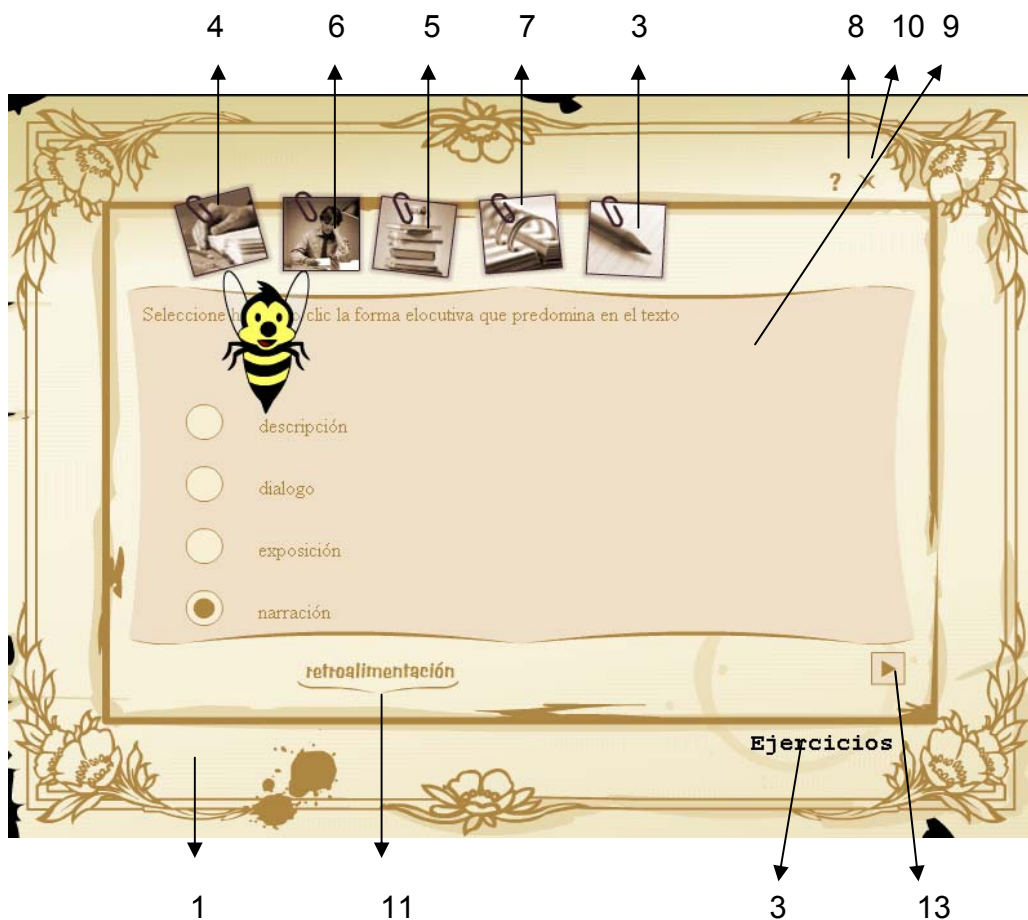 4 6 5 7 3 8 10 9
? X
Seleccione h o clic la forma elocutiva que predomina en el texto
descripción
dialogo
exposición
narración
retroalimentación
Ejercicios
1 11 3 13